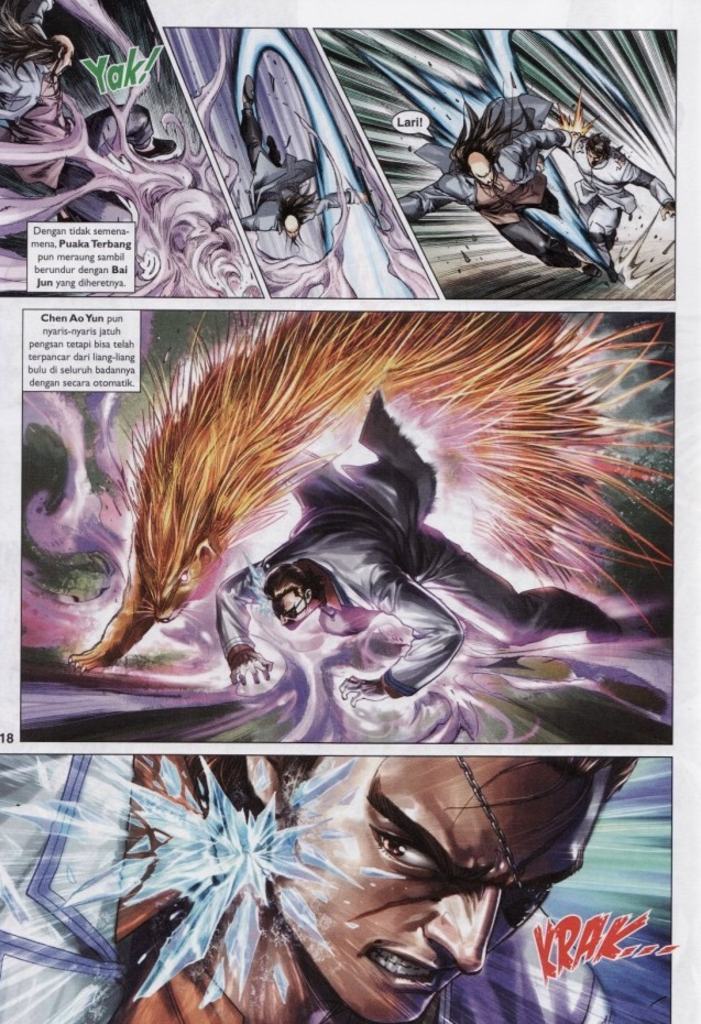 Yak!
Lari!
Dengan tidak semena-
mena, Puaka Terbang
pun meraung sambil
berundur dengan Bai
Jun yang diheretnya.
Chen Ao Yun pun
nyaris-nyaris jatuh
pengsan tetapi bisa telah
terpancar dari liang-liang
bulu di seluruh badannya
dengan secara otomatik.
18
KRAK...